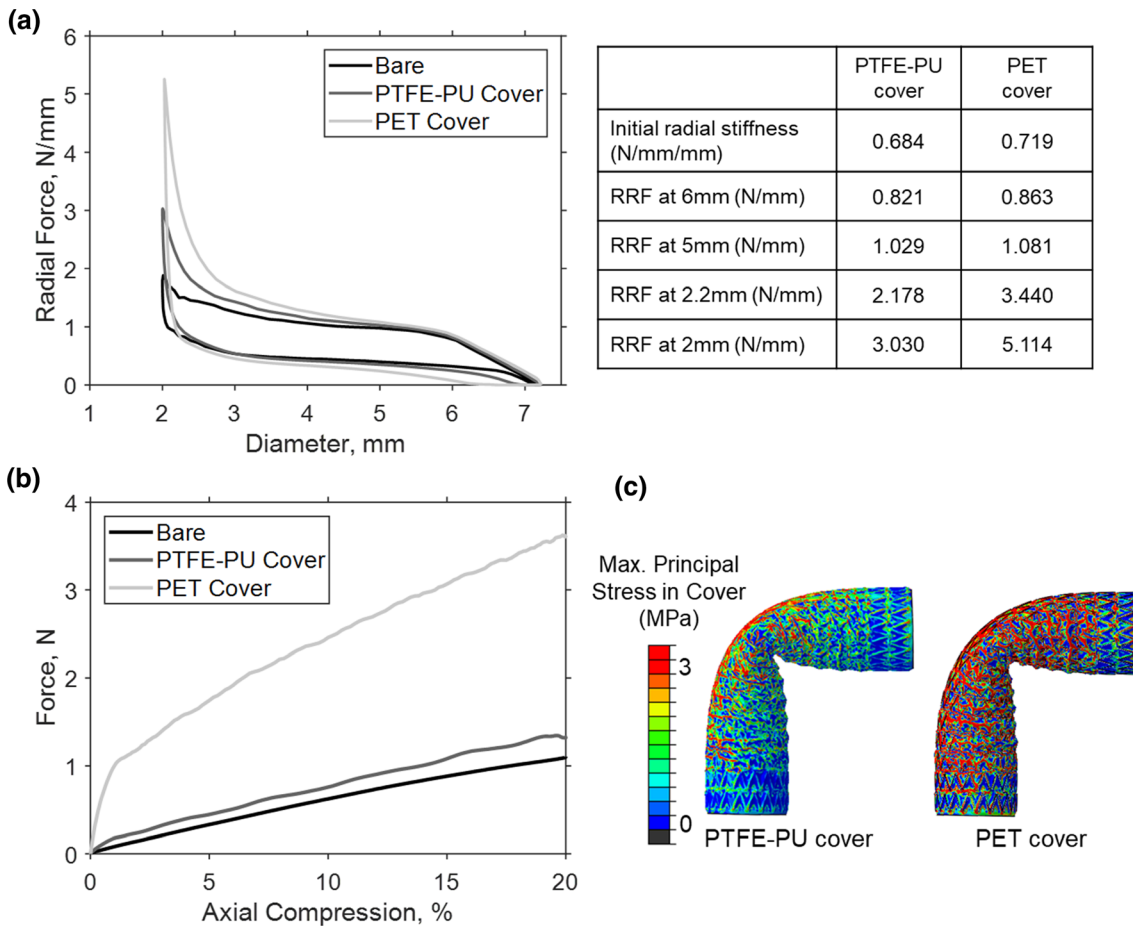 (a)
6
5
4
3
2
1
0
Radial Force, N/mm
1 2 3 4 5 6 7
Diameter, mm
Bare
PTFE-PU Cover
PET Cover
PTFE-PU cover PET cover
Initial radial stiffness (N/mm/mm) 0.684 0.719
RRF at 6mm (N/mm) 0.821 0.863
RRF at 5mm (N/mm) 1.029 1.081
RRF at 2.2mm (N/mm) 2.178 3.440
RRF at 2mm (N/mm) 3.030 5.114
(b)
4
3
2
1
0
Force, N
0 5 10 15 20
Axial Compression, %
Bare
PTFE-PU Cover
PET Cover
(c)
Max. Principal
Stress in Cover
(MPa)
3
0
PTFE-PU cover
PET cover